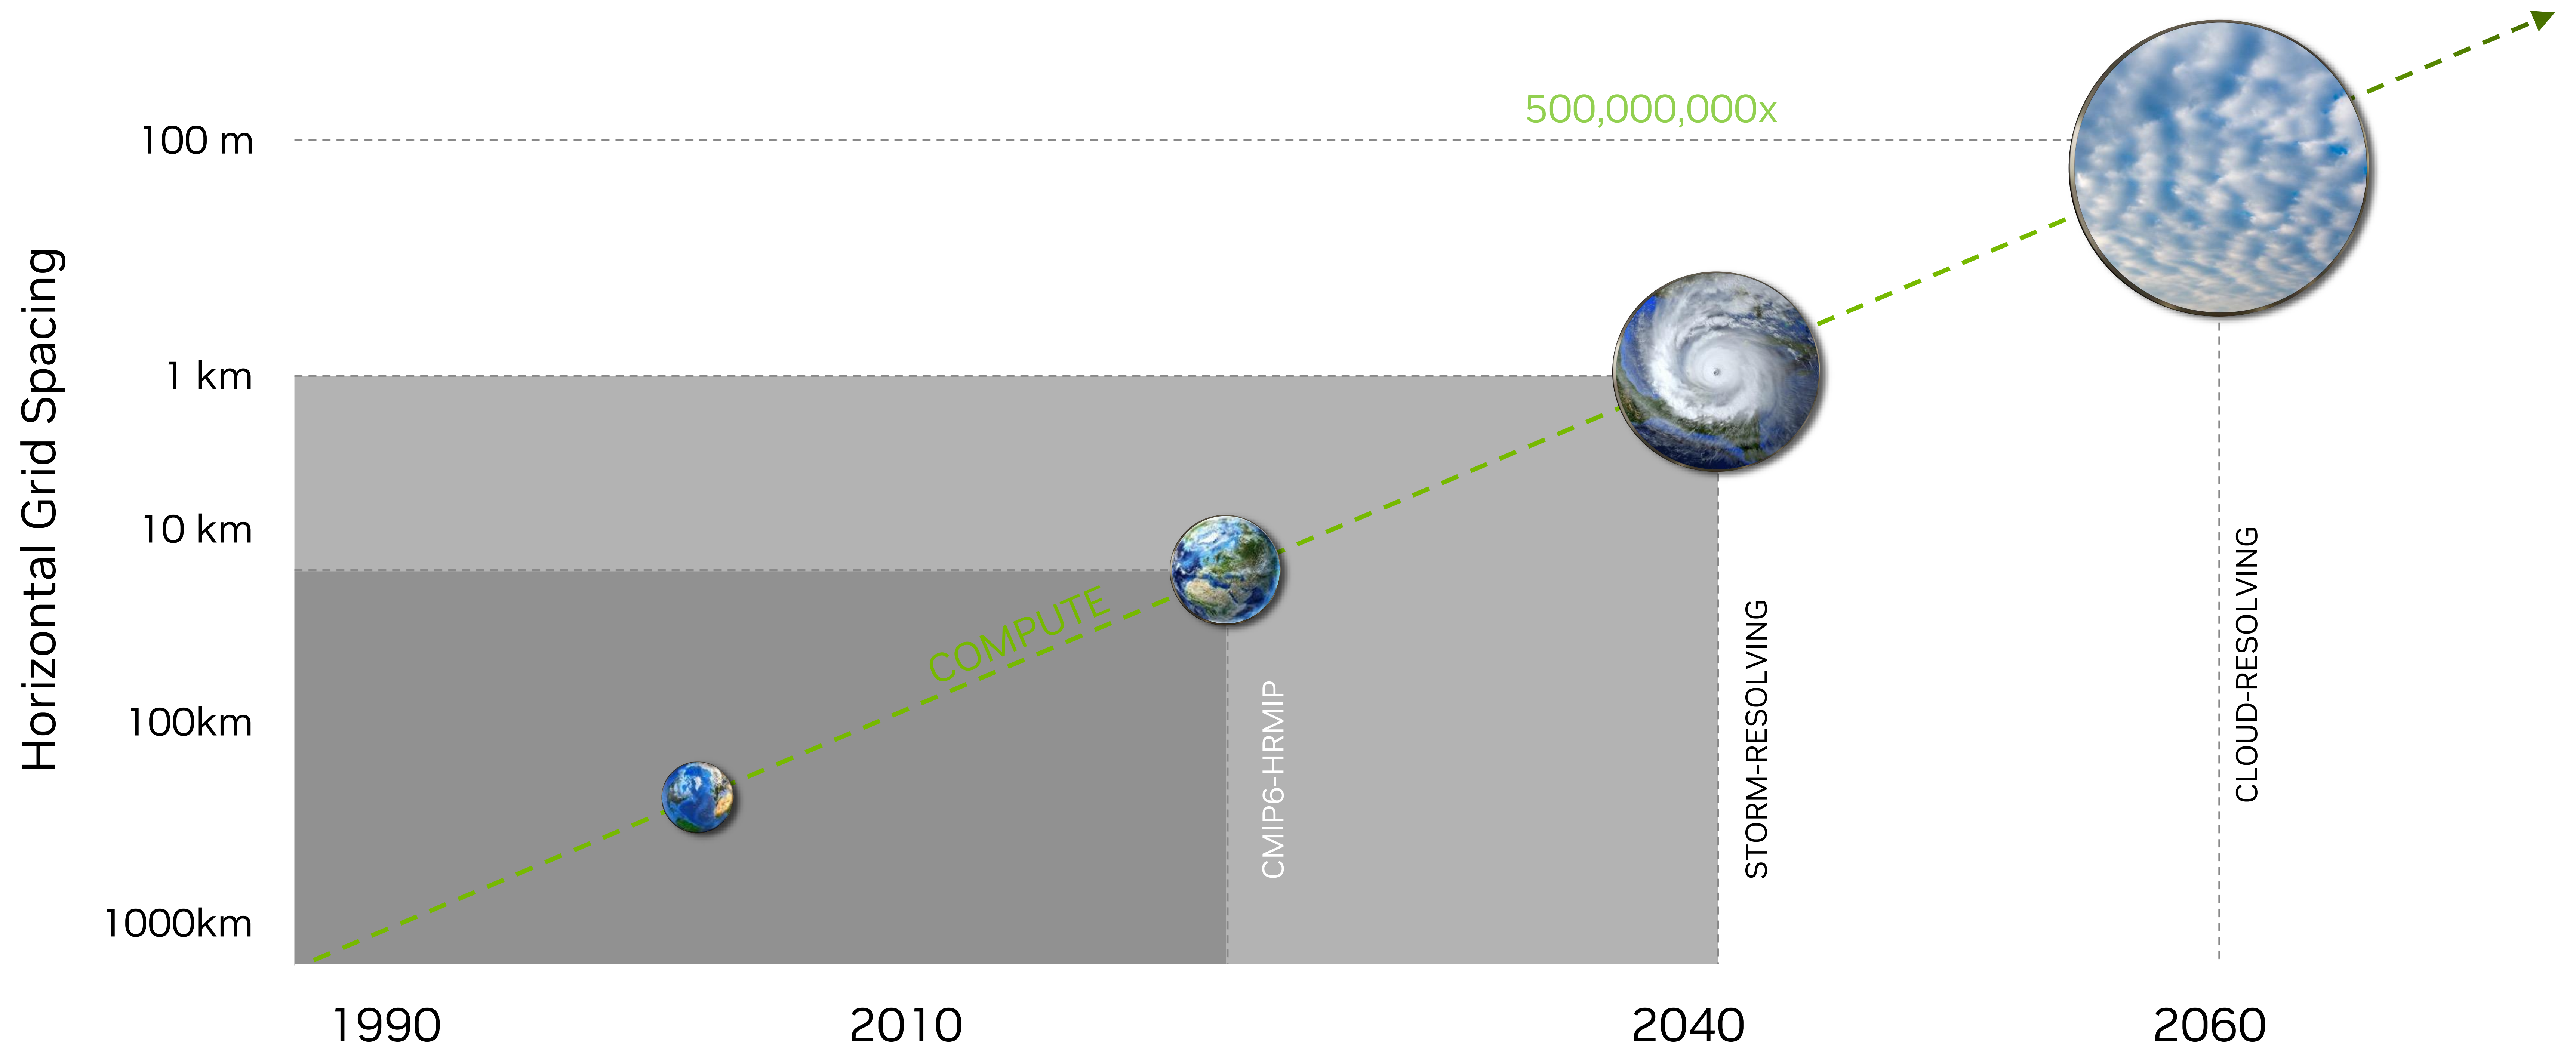 500,000,000x
100 m
1 km
10 km
100km
1000km
Horizontal Grid Spacing
COMPUTE
CMIP6-HRMIP
STORM-RESOLVING
CLOUD-RESOLVING
1990
2010
2040
2060